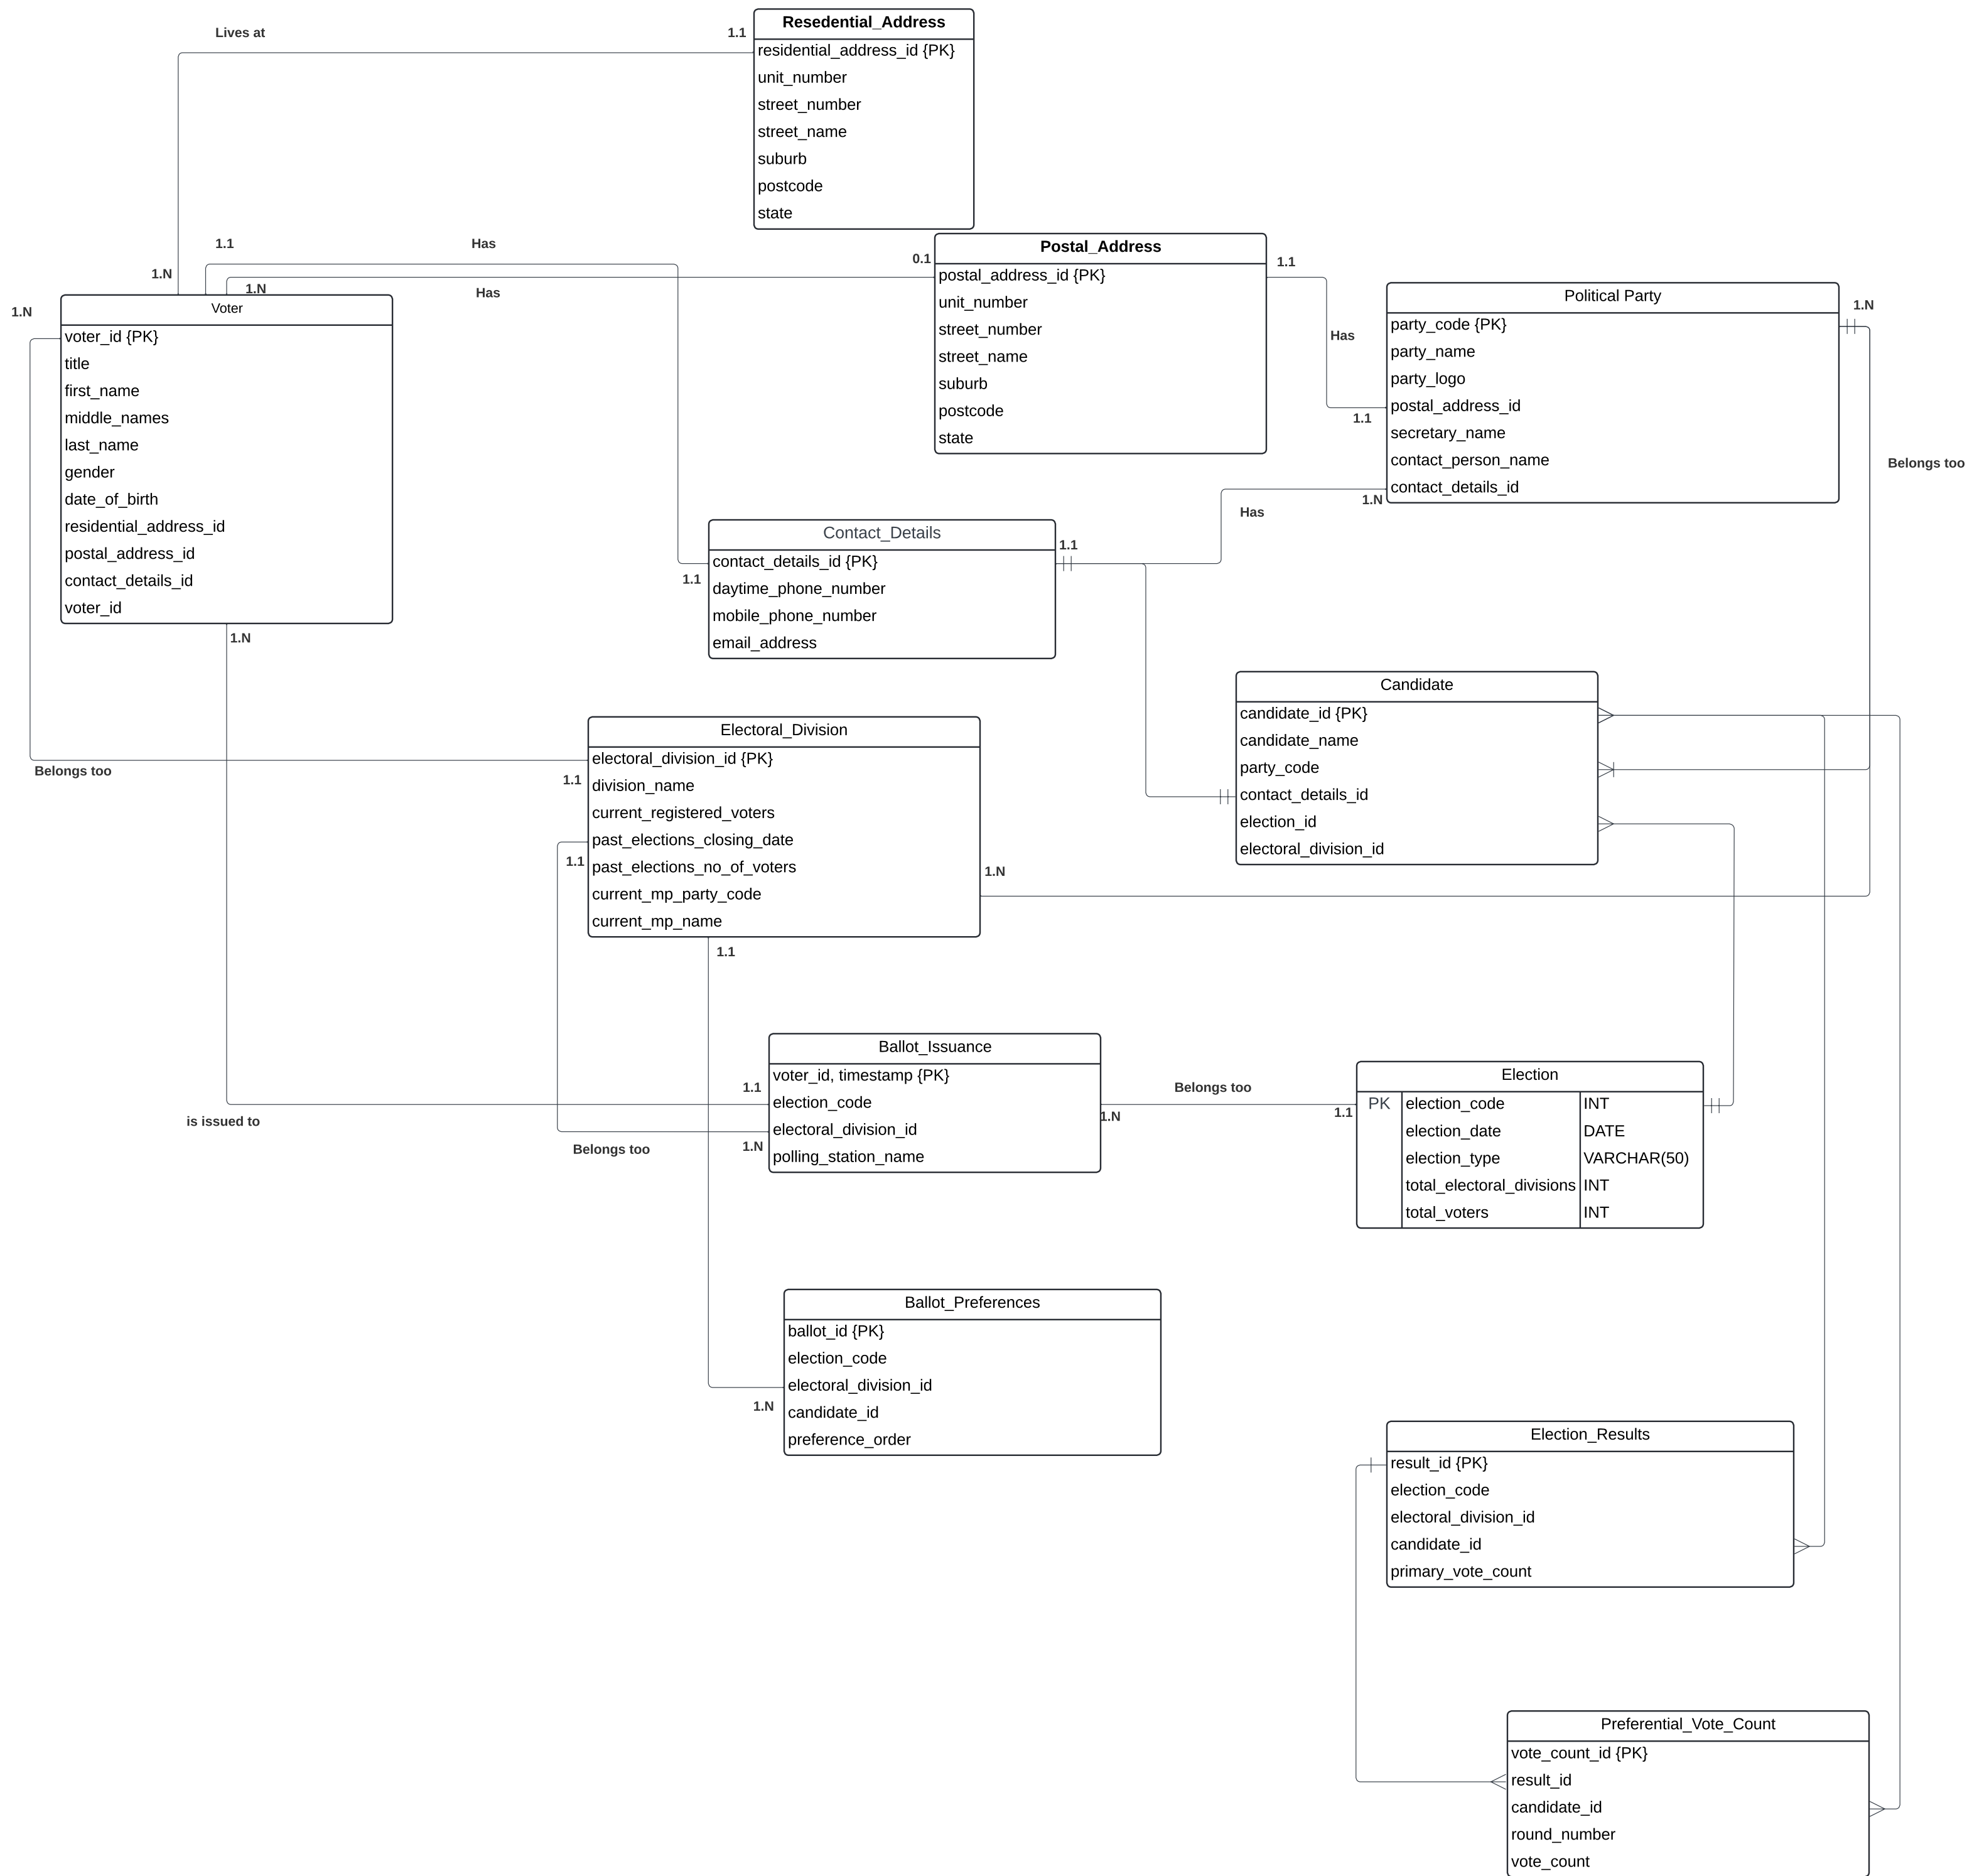 Resedential_Address
Lives at
1.1
residential_address_id {PK}
unit_number
street_number
street_name
suburb
postcode
state
1.1
Has
1.N
1.N
Has
0.1
Postal_Address
1.1
postal_address_id {PK}
unit_number
street_number
street_name
suburb
postcode
state
Has
1.1
Political Party
1.N
party_code {PK}
party_name
party_logo
postal_address_id
secretary_name
contact_person_name
contact_details_id
Belongs too
1.N
Has
1.N
Voter
voter_id {PK}
title
first_name
middle_names
last_name
gender
date_of_birth
residential_address_id
postal_address_id
contact_details_id
voter_id
1.N
Contact_Details
1.1
contact_details_id {PK}
daytime_phone_number
mobile_phone_number
email_address
1.1
Candidate
candidate_id {PK}
candidate_name
party_code
contact_details_id
election_id
electoral_division_id
Electoral_Division
electoral_division_id {PK}
division_name
current_registered_voters
past_elections_closing_date
past_elections_no_of_voters
current_mp_party_code
current_mp_name
Belongs too
1.1
1.1
1.N
1.1
Ballot_Issuance
voter_id, timestamp {PK}
election_code
electoral_division_id
polling_station_name
1.1
is issued to
Belongs too
1.N
Belongs too
1.N
1.1
Election
PK election_code INT
election_date DATE
election_type VARCHAR(50)
total_electoral_divisions INT
total_voters INT
Ballot_Preferences
ballot_id {PK}
election_code
electoral_division_id
candidate_id
preference_order
1.N
Election_Results
result_id {PK}
election_code
electoral_division_id
candidate_id
primary_vote_count
Preferential_Vote_Count
vote_count_id {PK}
result_id
candidate_id
round_number
vote_count